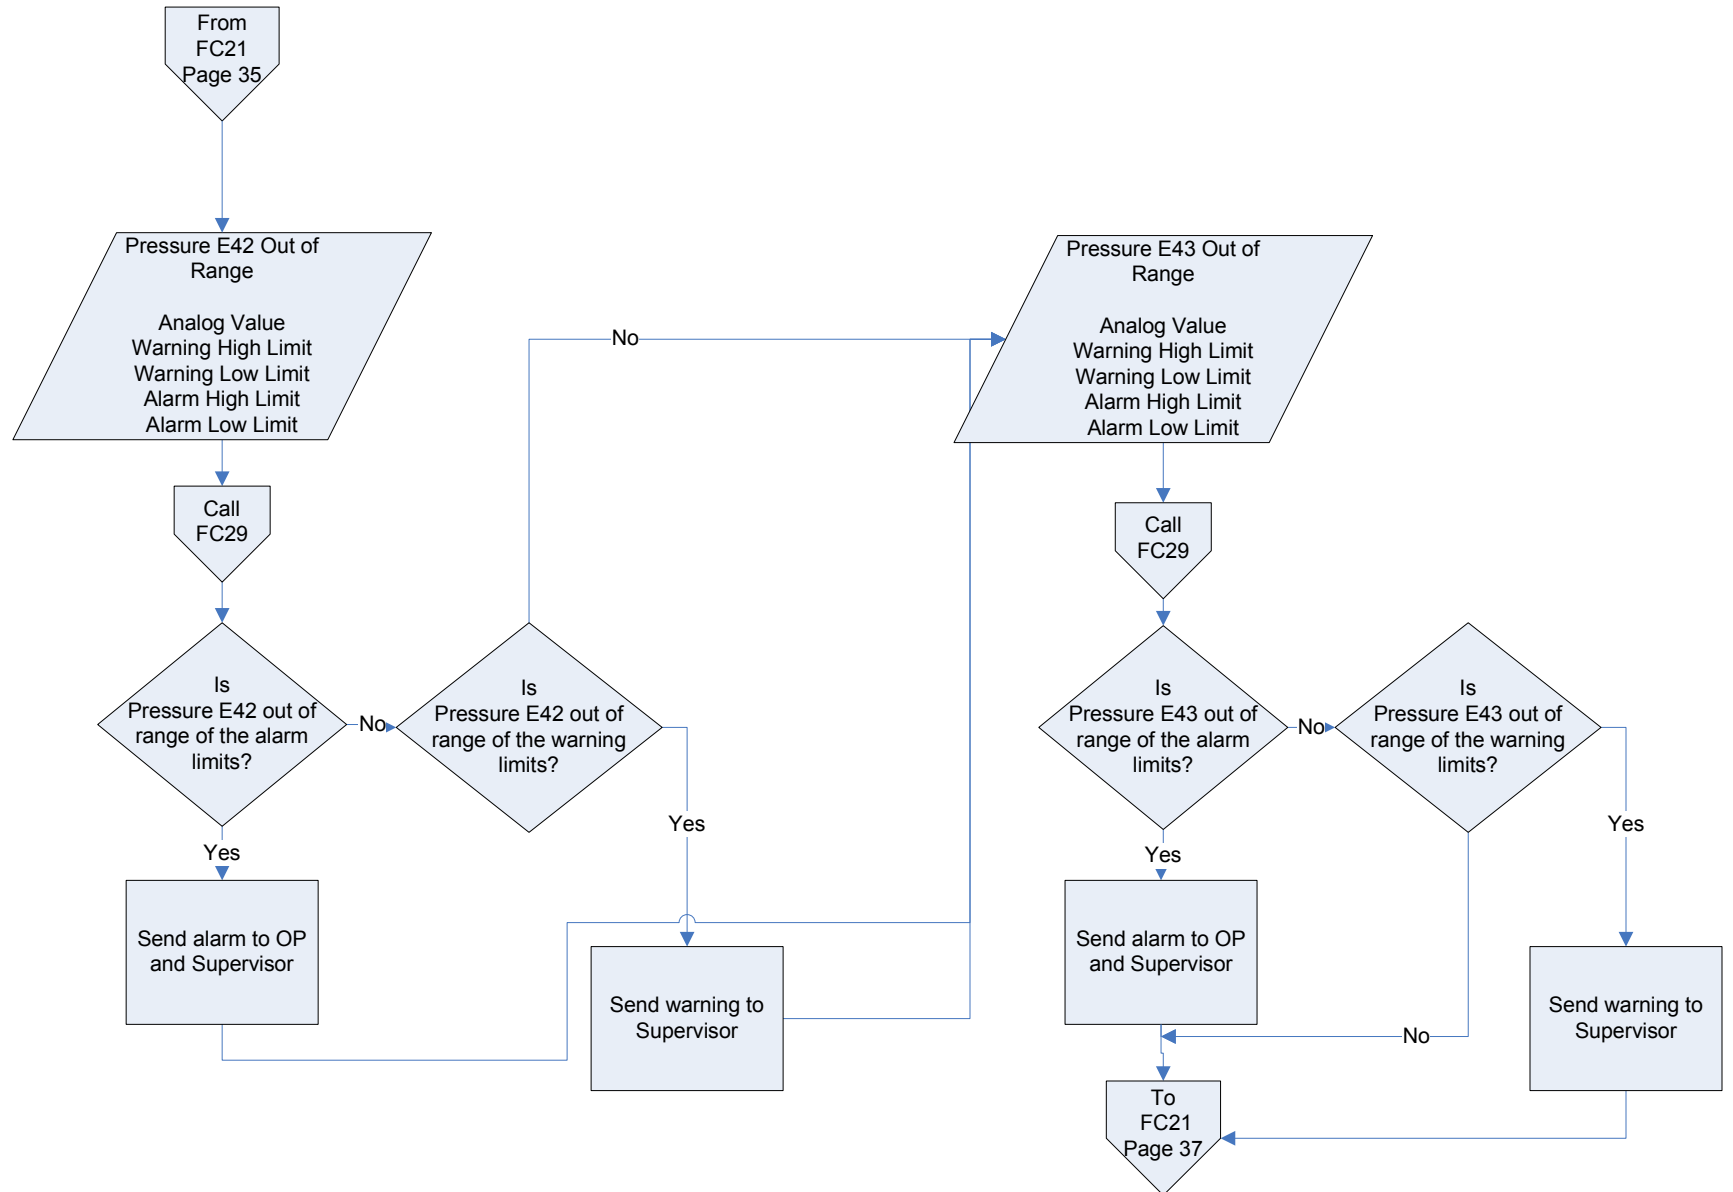 From
FC21
Page 35
Pressure E42 Out of
Range
Analog Value
Warning High Limit
Warning Low Limit
Alarm High Limit
Alarm Low Limit
Call
FC29
Is
Pressure E42 out of
range of the alarm
limits?
No
Is
Pressure E42 out of
range of the warning
limits?
No
Yes
Send alarm to OP
and Supervisor
Yes
Send warning to
Supervisor
Pressure E43 Out of
Range
Analog Value
Warning High Limit
Warning Low Limit
Alarm High Limit
Alarm Low Limit
Call
FC29
Is
Pressure E43 out of
range of the alarm
limits?
No
Is
Pressure E43 out of
range of the warning
limits?
Yes
Send alarm to OP
and Supervisor
Yes
Send warning to
Supervisor
No
To
FC21
Page 37